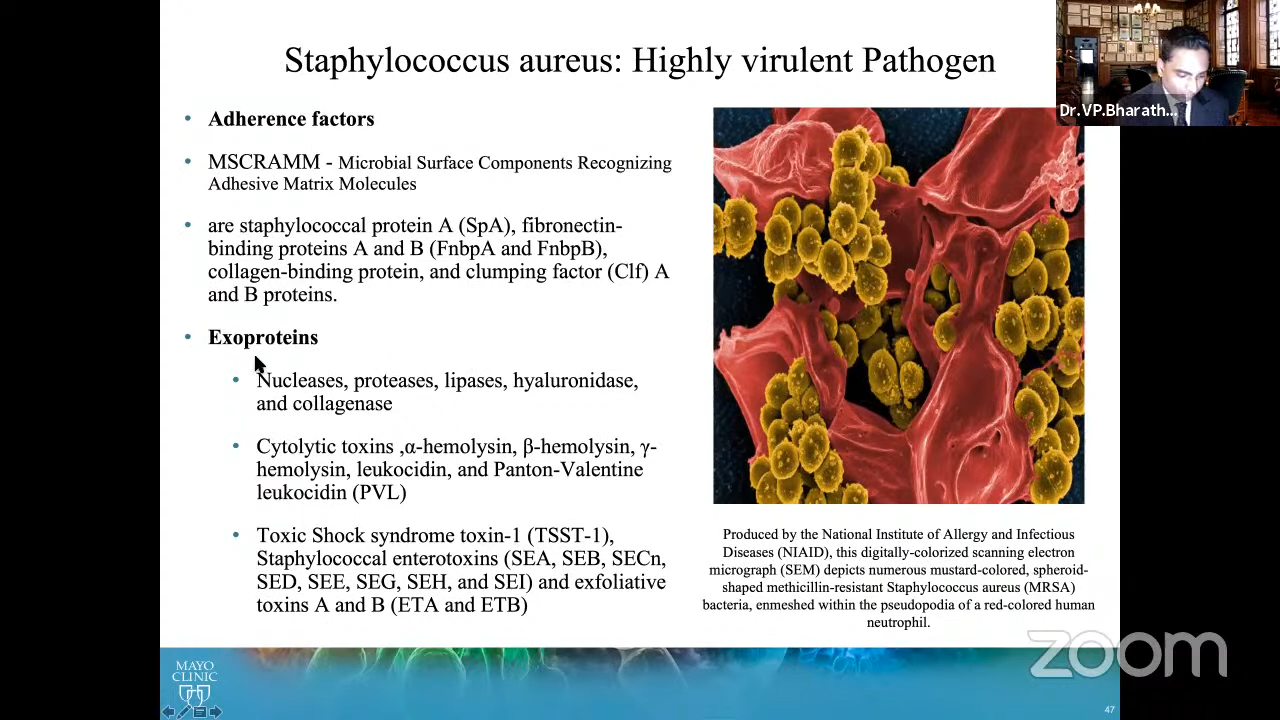 Staphylococcus aureus: Highly virulent Pathogen
Dr.VP.Bharath...
• Adherence factors
• MSCRAMM - Microbial Surface Components Recognizing
Adhesive Matrix Molecules
• are staphylococcal protein A (SpA), fibronectin-
binding proteins A and B (FnbpA and FnbpB),
collagen-binding protein, and clumping factor (Clf) A
and B proteins.
• Exoproteins
• Nucleases, proteases, lipases, hyaluronidase,
and collagenase
• Cytolytic toxins ,α-hemolysin, β-hemolysin, γ-
hemolysin, leukocidin, and Panton-Valentine
leukocidin (PVL)
• Toxic Shock syndrome toxin-1 (TSST-1),
Staphylococcal enterotoxins (SEA, SEB, SECn,
SED, SEE, SEG, SEH, and SEI) and exfoliative
toxins A and B (ETA and ETB)
Produced by the National Institute of Allergy and Infectious
Diseases (NIAID), this digitally-colorized scanning electron
micrograph (SEM) depicts numerous mustard-colored, spheroid-
shaped methicillin-resistant Staphylococcus aureus (MRSA)
bacteria, enmeshed within the pseudopodia of a red-colored human
neutrophil.
MAYO
CLINIC
zoom
47